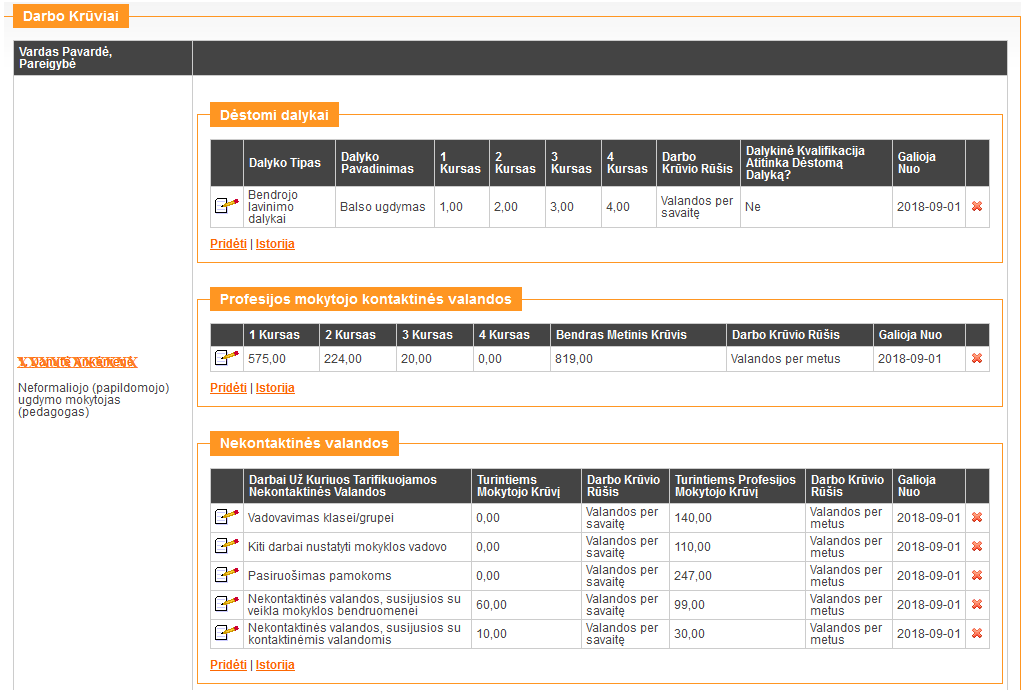 Darbo Krūviai
Vardas Pavardė,
Pareigybė
Dėstomi dalykai
Dalyko Tipas
Dalyko
Pavadinimas
1
Kursas
2
Kursas
3
Kursas
4
Kursas
Darbo
Krūvio Rūšis
Dalykinė Kvalifikacija
Atitinka Dėstomą
Dalyką?
Galioja
Nuo
Bendrojo
lavinimo
dalykai
Balso ugdymas
1,00
2,00
3,00
4,00
Valandos per
savaitę
Ne
2018-09-01
Pridėti | Istorija
Profesijos mokytojo kontaktinės valandos
1 Kursas
2 Kursas
3 Kursas
4 Kursas
Bendras Metinis Krūvis
Darbo Krūvio Rūšis
Galioja Nuo
575,00
224,00
20,00
0,00
819,00
Valandos per metus
2018-09-01
Pridėti | Istorija
Neformaliojo (papildomojo)
ugdymo mokytojas
(pedagogas)
Nekontaktinės valandos
Darbai Už Kuriuos Tarifikuojamos
Nekontaktinės Valandos
Turintiems
Mokytojo Krūvį
Darbo Krūvio
Rūšis
Turintiems Profesijos
Mokytojo Krūvį
Darbo Krūvio
Rūšis
Galioja
Nuo
Vadovavimas klasei/grupei
0,00
Valandos per
savaitę
140,00
Valandos per
metus
2018-09-01
Kiti darbai nustatyti mokyklos vadovo
0,00
Valandos per
savaitę
110,00
Valandos per
metus
2018-09-01
Pasiruošimas pamokoms
0,00
Valandos per
savaitę
247,00
Valandos per
metus
2018-09-01
Nekontaktinės valandos, susijusios su
veikla mokyklos bendruomenei
60,00
Valandos per
savaitę
99,00
Valandos per
metus
2018-09-01
Nekontaktinės valandos, susijusios su
kontaktinėmis valandomis
10,00
Valandos per
savaitę
30,00
Valandos per
metus
2018-09-01
Pridėti | Istorija